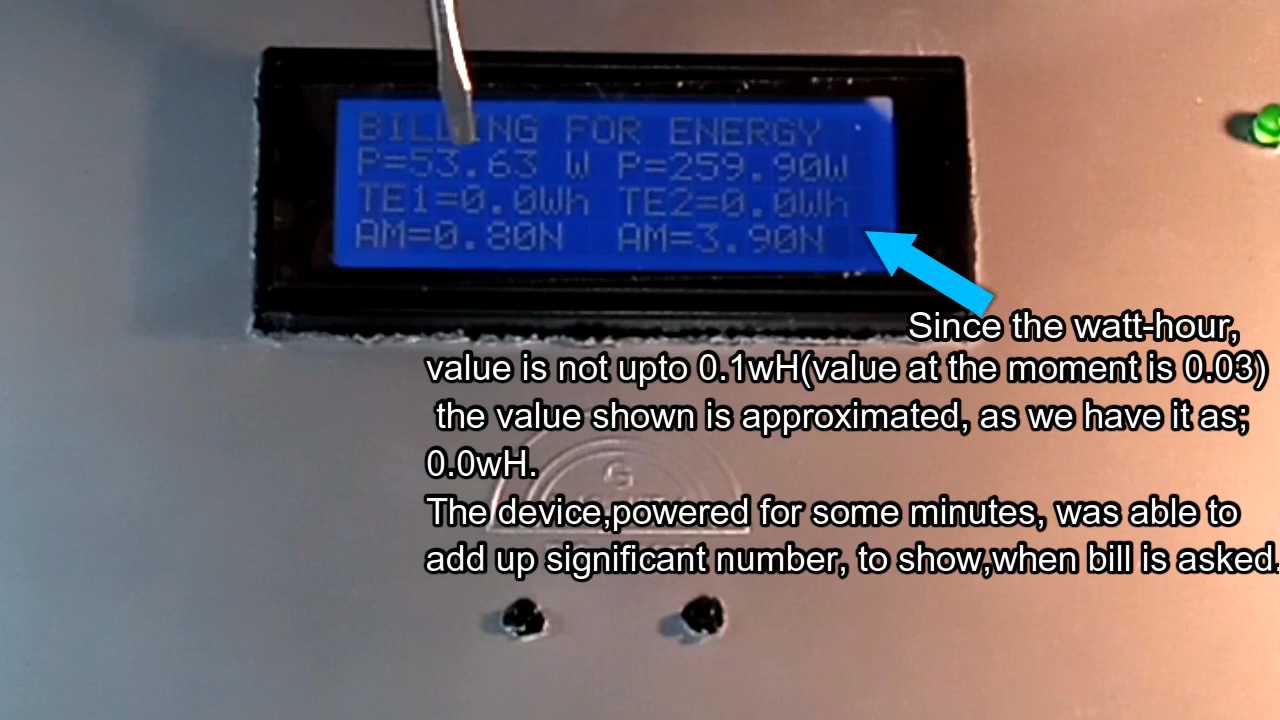 BILLING FOR ENERGY
P=53.63 W P=259.90W
TE1=0.0Wh TE2=0.0Wh
AM=0.80N AM=3.90N
Since the watt-hour,
value is not upto 0.1wH(value at the moment is 0.03)
the value shown is approximated, as we have it as;
0.0wH.
The device,powered for some minutes, was able to
add up significant number, to show,when bill is asked.